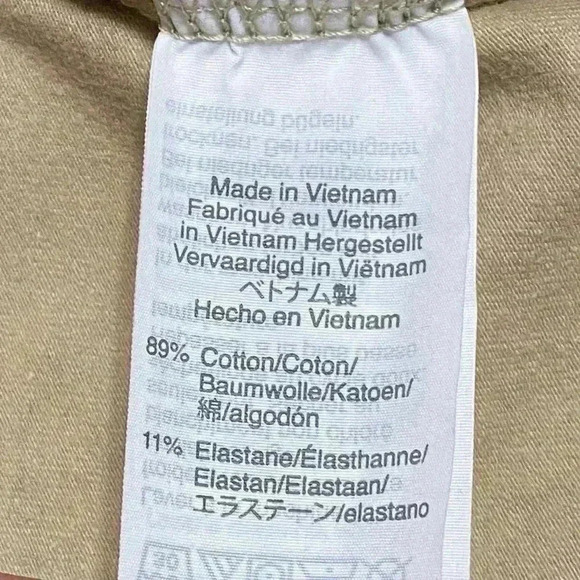 Made in Vietnam
Fabriqué au Vietnam
in Vietnam Hergestellt
Vervaardigd in Viëtnam
ベトナム製
Hecho en Vietnam
89% Cotton/Coton/
Baumwolle/Katoen/
綿/algodón
11% Elastane/Élasthanne/
Elastan/Elastaan/
エラステーン/elastano